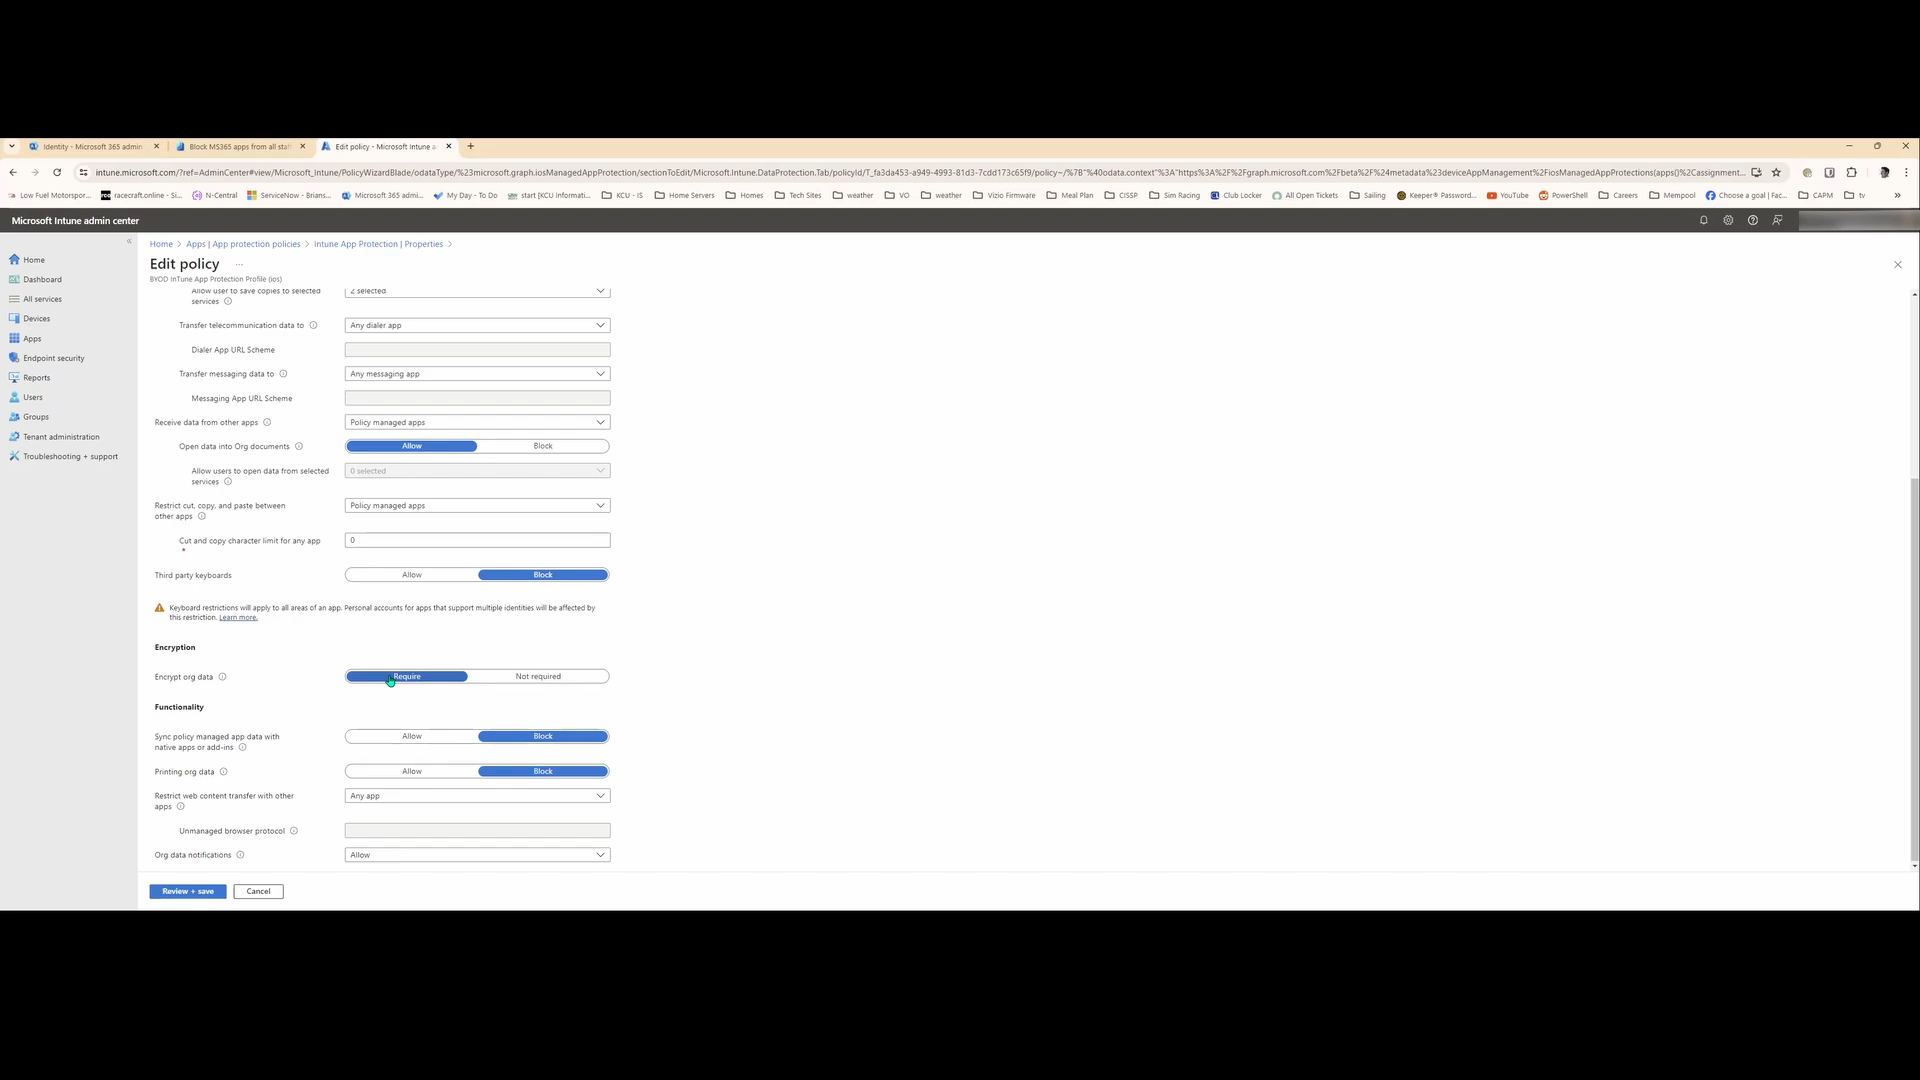 Identity - Microsoft 365 admin
Block MS365 apps from all sta
Edit policy - Microsoft Intune a
intune.microsoft.com/?ref=AdminCenter#view/Microsoft_Intune/PolicyWizardBlade/odataType/%23microsoft.graph.iosManagedAppProtection/sectionToEdit/Microsoft.Intune.DataProtection.Tab/policyId/T_fa3da453-a949-4993-81d3-7cdd173c65f9/policy~/%7B"%40odata.context"%3A"https%3A%2F%2Fgraph.microsoft.com%2Fbeta%2F%24metadata%23deviceAppManagement%2FiosManagedAppProtections(apps()%2Cassignment...
Low Fuel Motorspor... racecraft.online - Si... N-Central ServiceNow - Brians... Microsoft 365 admi... My Day - To Do start [KCU Informati... KCU - IS Home Servers Homes Tech Sites weather VO weather Vizio Firmware Meal Plan CISSP Sim Racing Club Locker All Open Tickets Sailing Keeper® Password... YouTube PowerShell Careers Mempool Choose a goal | Fac... CAPM tv
Microsoft Intune admin center
Home > Apps | App protection policies > Intune App Protection | Properties >
Edit policy ...
BYOD InTune App Protection Profile (ios)
Home
Dashboard
All services
Devices
Apps
Endpoint security
Reports
Users
Groups
Tenant administration
Troubleshooting + support
Allow user to save copies to selected
services
2 selected
Transfer telecommunication data to
Any dialer app
Dialer App URL Scheme
Transfer messaging data to
Any messaging app
Messaging App URL Scheme
Receive data from other apps
Policy managed apps
Open data into Org documents
Allow Block
Allow users to open data from selected
services
0 selected
Restrict cut, copy, and paste between
other apps
Policy managed apps
Cut and copy character limit for any app
*
0
Third party keyboards
Allow Block
Keyboard restrictions will apply to all areas of an app. Personal accounts for apps that support multiple identities will be affected by
this restriction. Learn more.
Encryption
Encrypt org data
Require Not required
Functionality
Sync policy managed app data with
native apps or add-ins
Allow Block
Printing org data
Allow Block
Restrict web content transfer with other
apps
Any app
Unmanaged browser protocol
Org data notifications
Allow
Review + save Cancel